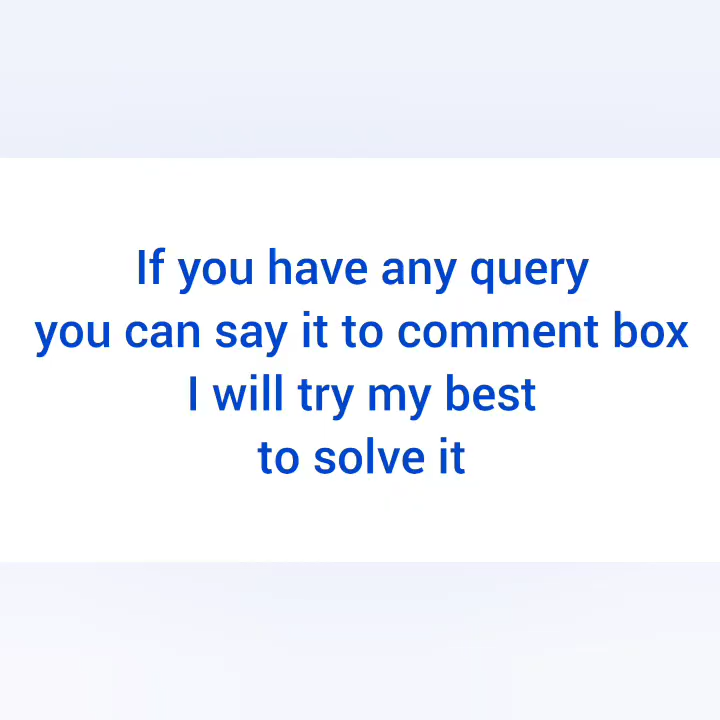 If you have any query
you can say it to comment box
I will try my best
to solve it